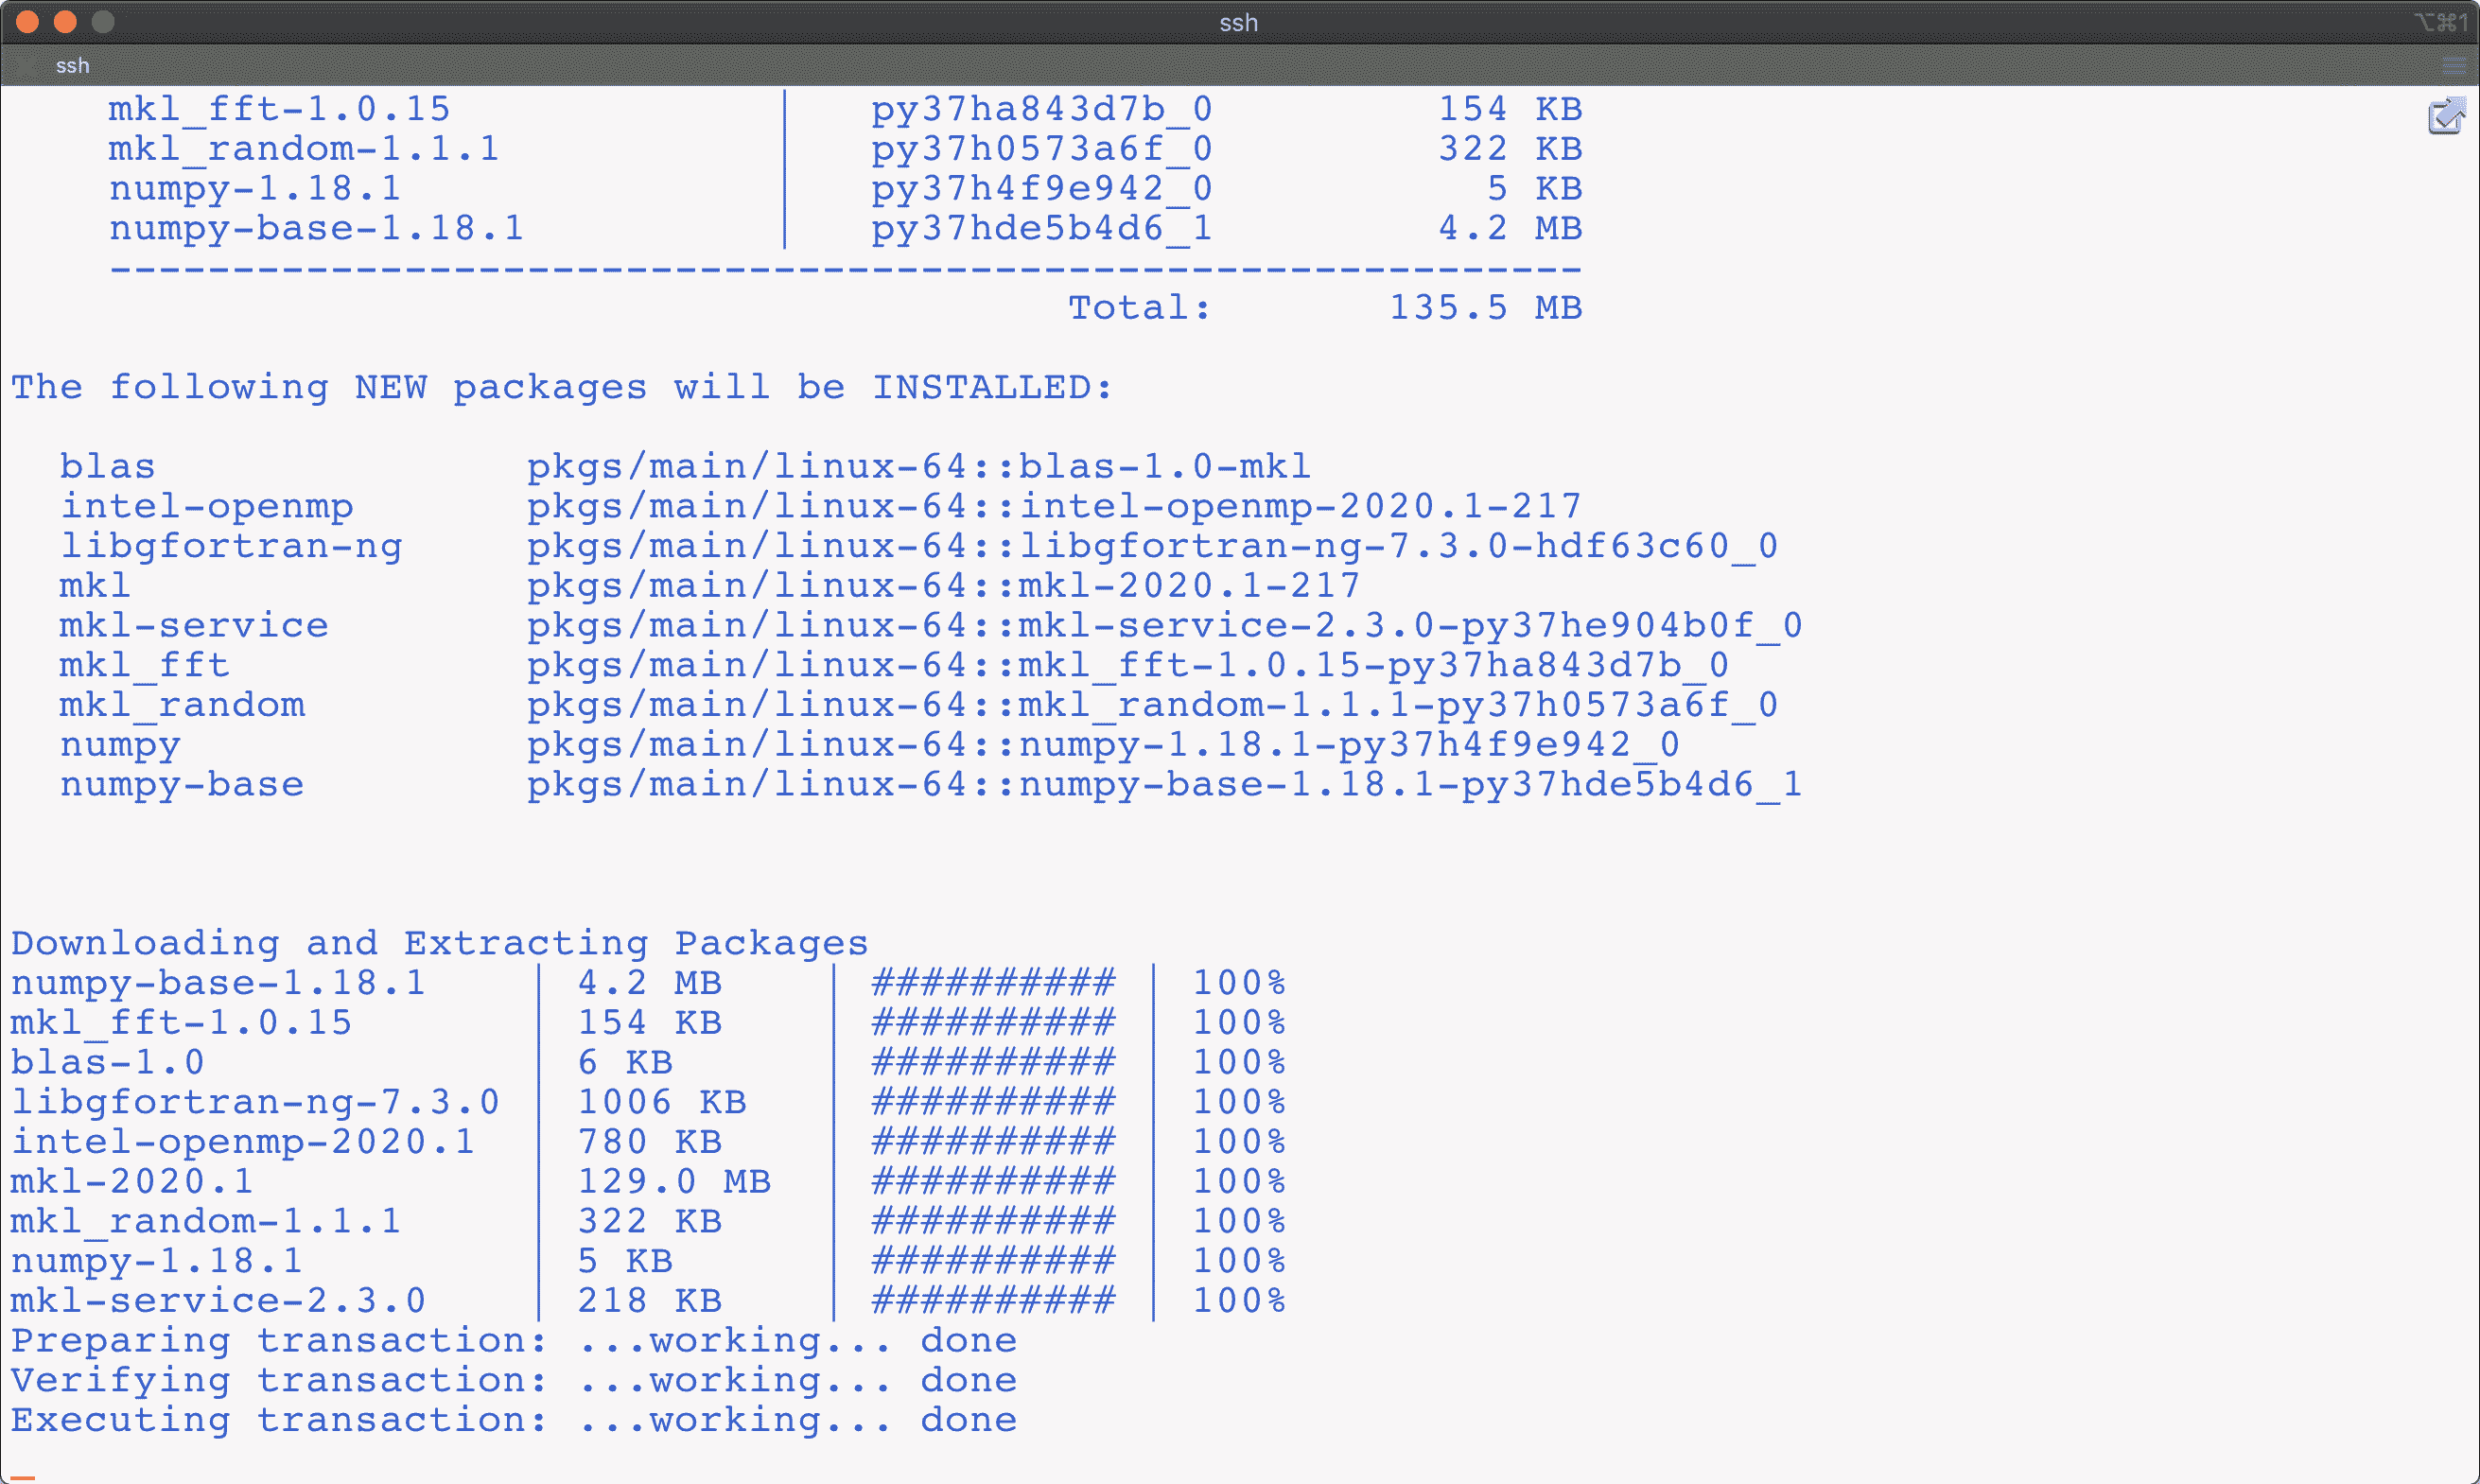 ssh
⌥⌘1
ssh
mkl_fft-1.0.15 | py37ha843d7b_0 154 KB
mkl_random-1.1.1 | py37h0573a6f_0 322 KB
numpy-1.18.1 | py37h4f9e942_0 5 KB
numpy-base-1.18.1 | py37hde5b4d6_1 4.2 MB
------------------------------------------------------------
Total: 135.5 MB
The following NEW packages will be INSTALLED:
blas pkgs/main/linux-64::blas-1.0-mkl
intel-openmp pkgs/main/linux-64::intel-openmp-2020.1-217
libgfortran-ng pkgs/main/linux-64::libgfortran-ng-7.3.0-hdf63c60_0
mkl pkgs/main/linux-64::mkl-2020.1-217
mkl-service pkgs/main/linux-64::mkl-service-2.3.0-py37he904b0f_0
mkl_fft pkgs/main/linux-64::mkl_fft-1.0.15-py37ha843d7b_0
mkl_random pkgs/main/linux-64::mkl_random-1.1.1-py37h0573a6f_0
numpy pkgs/main/linux-64::numpy-1.18.1-py37h4f9e942_0
numpy-base pkgs/main/linux-64::numpy-base-1.18.1-py37hde5b4d6_1
Downloading and Extracting Packages
numpy-base-1.18.1 | 4.2 MB | ########## | 100%
mkl_fft-1.0.15 | 154 KB | ########## | 100%
blas-1.0 | 6 KB | ########## | 100%
libgfortran-ng-7.3.0 | 1006 KB | ########## | 100%
intel-openmp-2020.1 | 780 KB | ########## | 100%
mkl-2020.1 | 129.0 MB | ########## | 100%
mkl_random-1.1.1 | 322 KB | ########## | 100%
numpy-1.18.1 | 5 KB | ########## | 100%
mkl-service-2.3.0 | 218 KB | ########## | 100%
Preparing transaction: ...working... done
Verifying transaction: ...working... done
Executing transaction: ...working... done